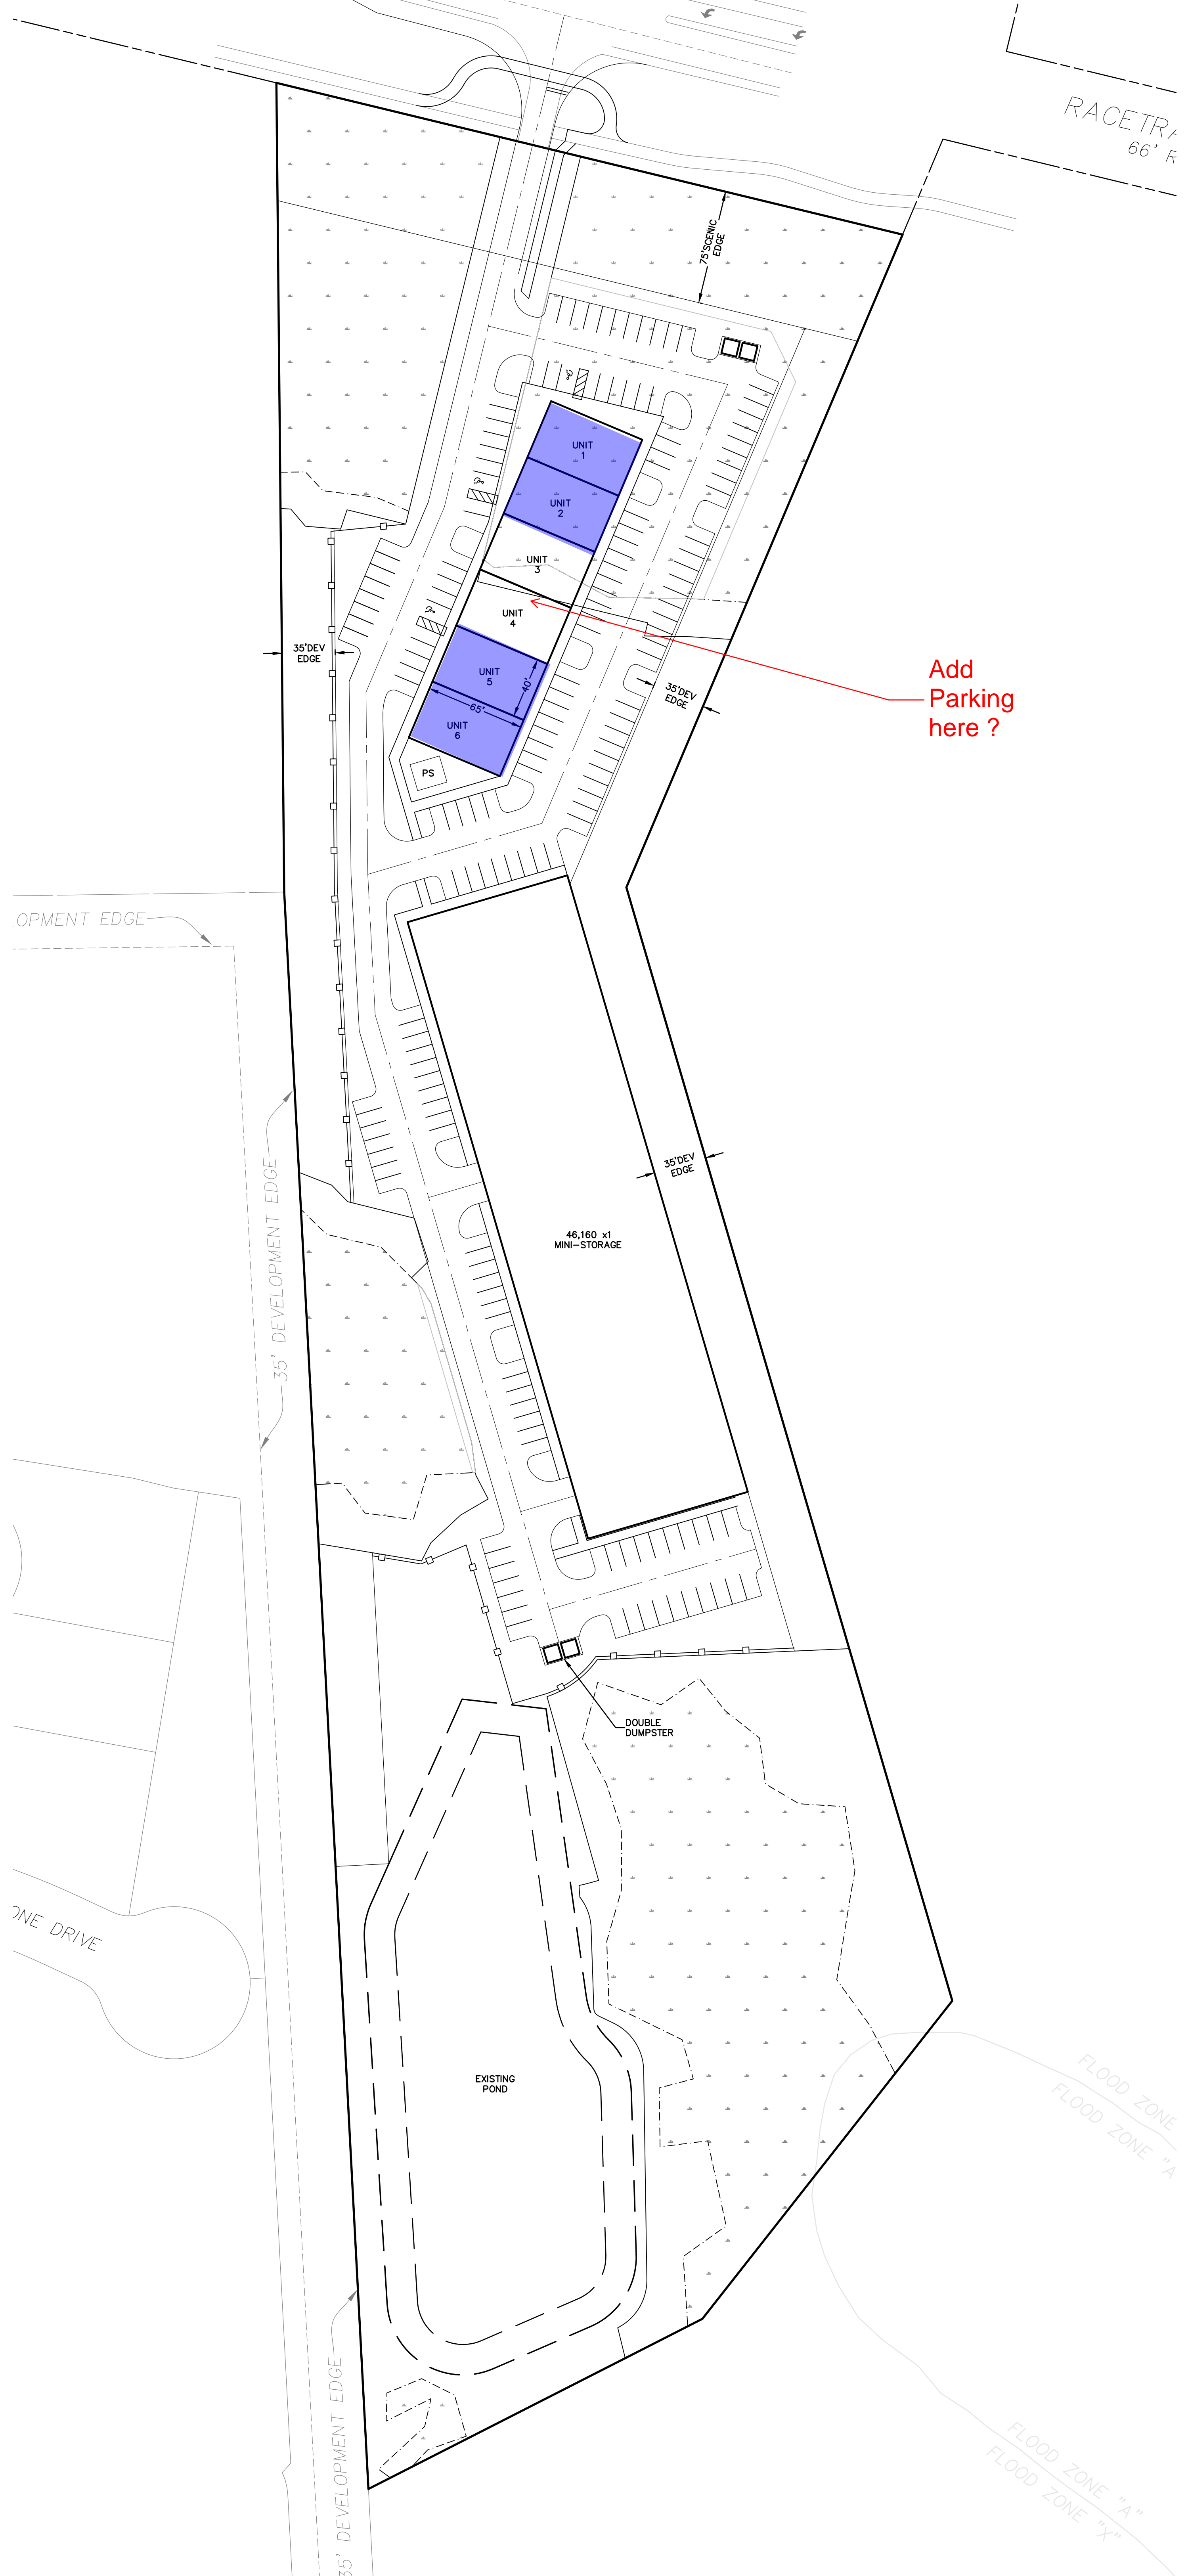 RACETRA
66' R
75'SCENIC
EDGE
UNIT
1
UNIT
2
UNIT
3
UNIT
4
35'DEV
EDGE
UNIT
5
40'
65'
UNIT
6
PS
35'DEV
EDGE
Add
Parking
here ?
LOPMENT EDGE
35' DEVELOPMENT EDGE
35'DEV
EDGE
46,160 x1
MINI-STORAGE
DOUBLE
DUMPSTER
ONE DRIVE
EXISTING
POND
FLOOD ZONE
FLOOD ZONE "A
35' DEVELOPMENT EDGE
FLOOD ZONE "A"
FLOOD ZONE "X"